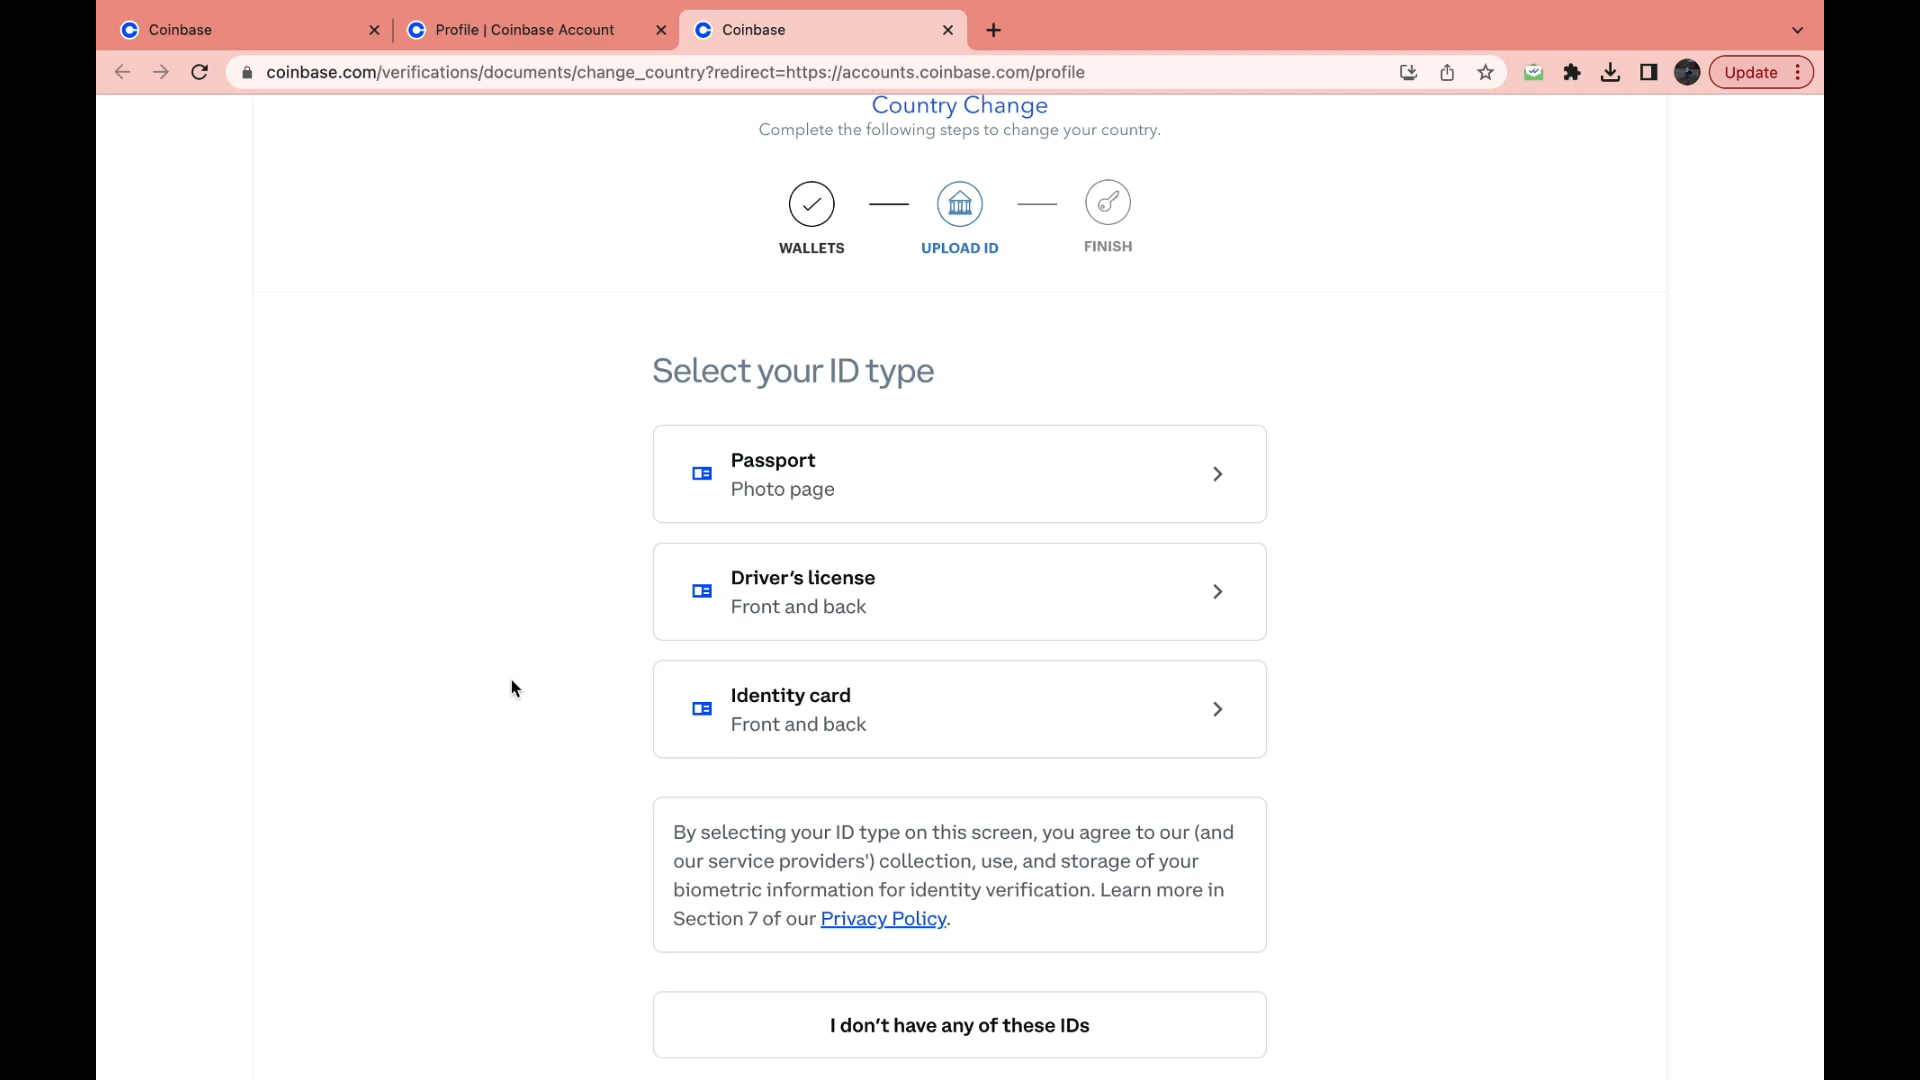 Coinbase
Profile | Coinbase Account
Coinbase
coinbase.com/verifications/documents/change_country?redirect=https://accounts.coinbase.com/profile
Update
Country Change
Complete the following steps to change your country.
WALLETS
UPLOAD ID
FINISH
Select your ID type
Passport
Photo page
Driver‘s license
Front and back
Identity card
Front and back
By selecting your ID type on this screen, you agree to our (and
our service providers') collection, use, and storage of your
biometric information for identity verification. Learn more in
Section 7 of our Privacy Policy.
I don’t have any of these IDs